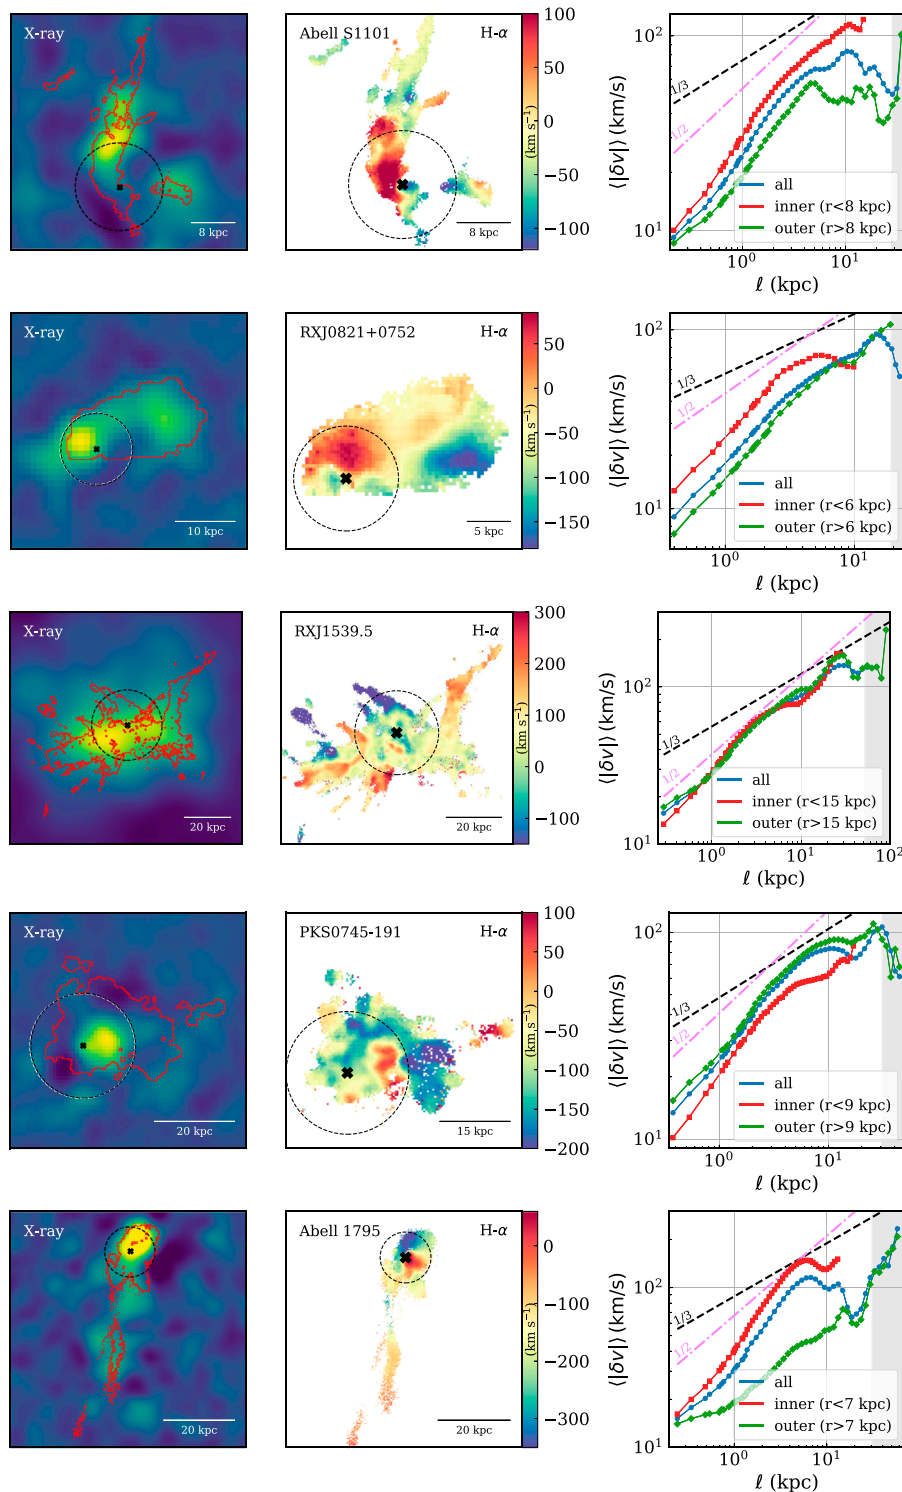 X-ray
8 kpc
Abell S1101 H-α
8 kpc
100
50
0
−50
−100
(km s⁻¹)
⟨|δv|⟩ (km/s)
10²
10¹
1/3
1/2
all
inner (r<8 kpc)
outer (r>8 kpc)
10⁰ 10¹
ℓ (kpc)
X-ray
10 kpc
RXJ0821+0752 H-α
5 kpc
50
0
−50
−100
−150
(km s⁻¹)
⟨|δv|⟩ (km/s)
10²
10¹
1/3
1/2
all
inner (r<6 kpc)
outer (r>6 kpc)
10⁰ 10¹
ℓ (kpc)
X-ray
20 kpc
RXJ1539.5 H-α
20 kpc
300
200
100
0
−100
(km s⁻¹)
⟨|δv|⟩ (km/s)
10²
10¹
1/3
1/2
all
inner (r<15 kpc)
outer (r>15 kpc)
10⁰ 10¹ 10²
ℓ (kpc)
X-ray
20 kpc
PKS0745-191 H-α
15 kpc
100
50
0
−50
−100
−150
−200
(km s⁻¹)
⟨|δv|⟩ (km/s)
10²
10¹
1/3
1/2
all
inner (r<9 kpc)
outer (r>9 kpc)
10⁰ 10¹
ℓ (kpc)
X-ray
20 kpc
Abell 1795 H-α
20 kpc
0
−100
−200
−300
(km s⁻¹)
⟨|δv|⟩ (km/s)
10²
10¹
1/3
1/2
all
inner (r<7 kpc)
outer (r>7 kpc)
10⁰ 10¹
ℓ (kpc)